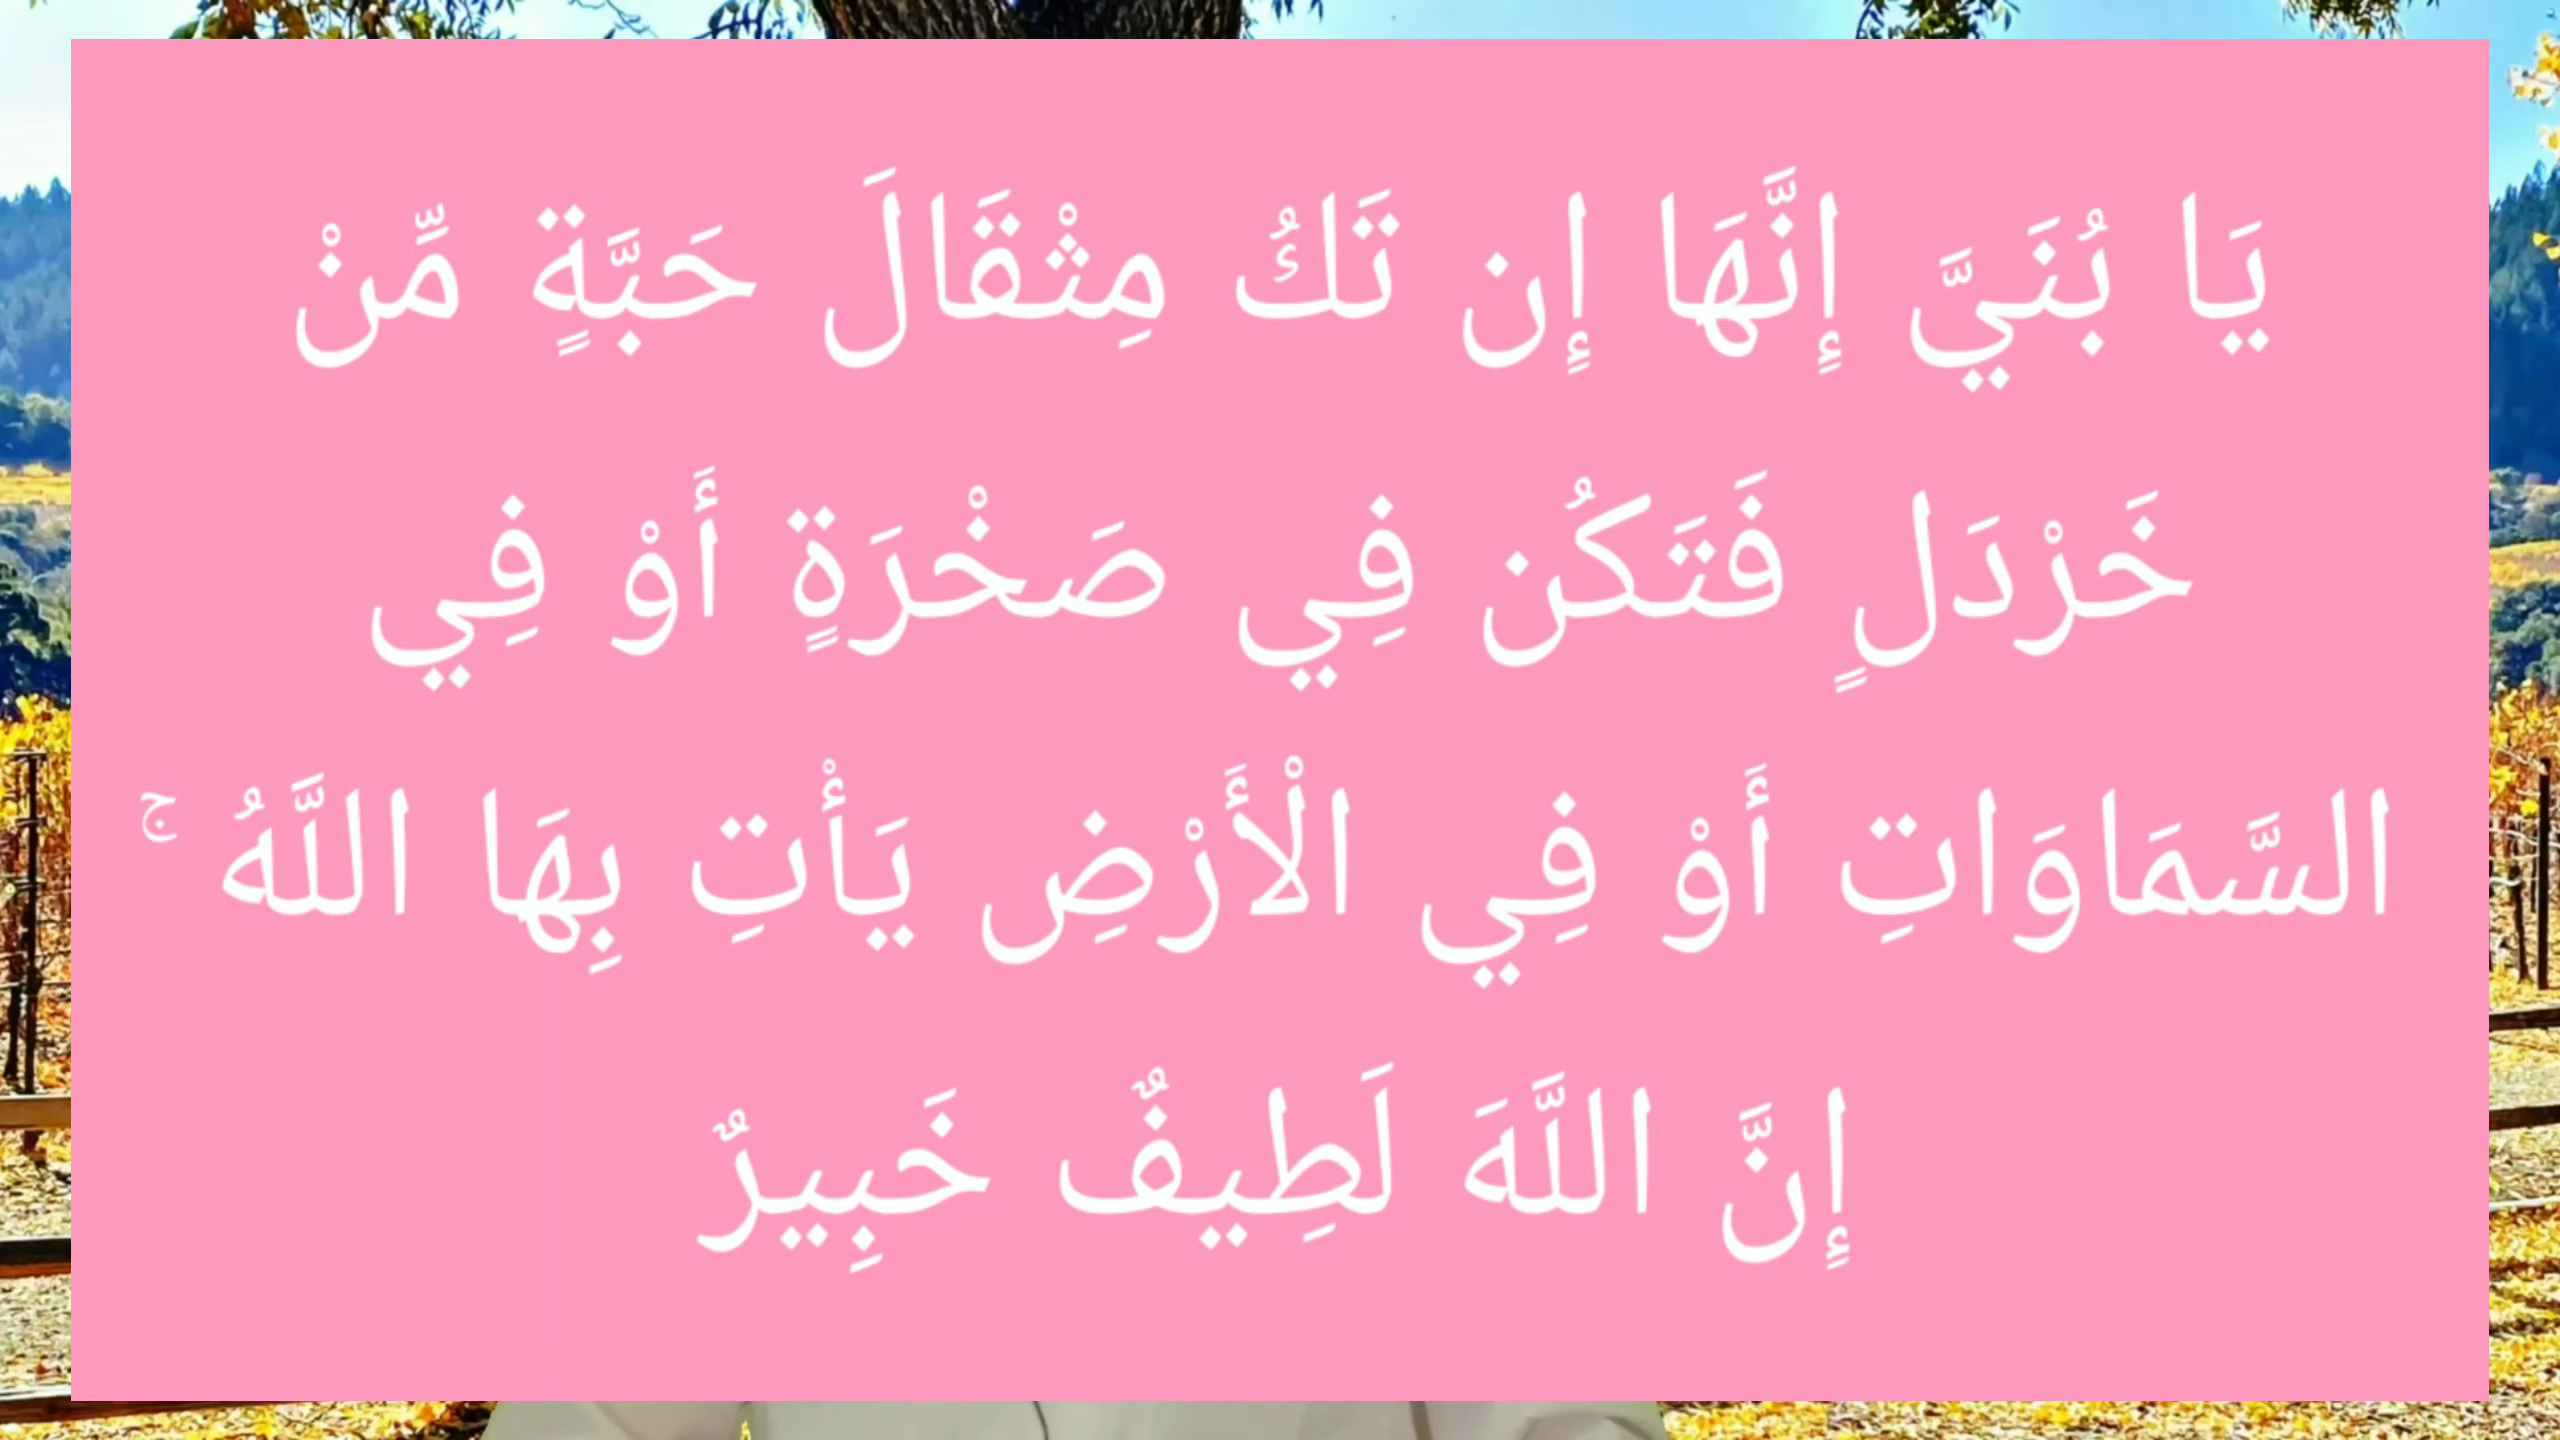 يَا بُنَيَّ إِنَّهَا إِن تَكُ مِثْقَالَ حَبَّةٍ مِّنْ
خَرْدَلٍ فَتَكُن فِي صَخْرَةٍ أَوْ فِي
السَّمَاوَاتِ أَوْ فِي الْأَرْضِ يَأْتِ بِهَا اللَّهُ ۚ
إِنَّ اللَّهَ لَطِيفٌ خَبِيرٌ